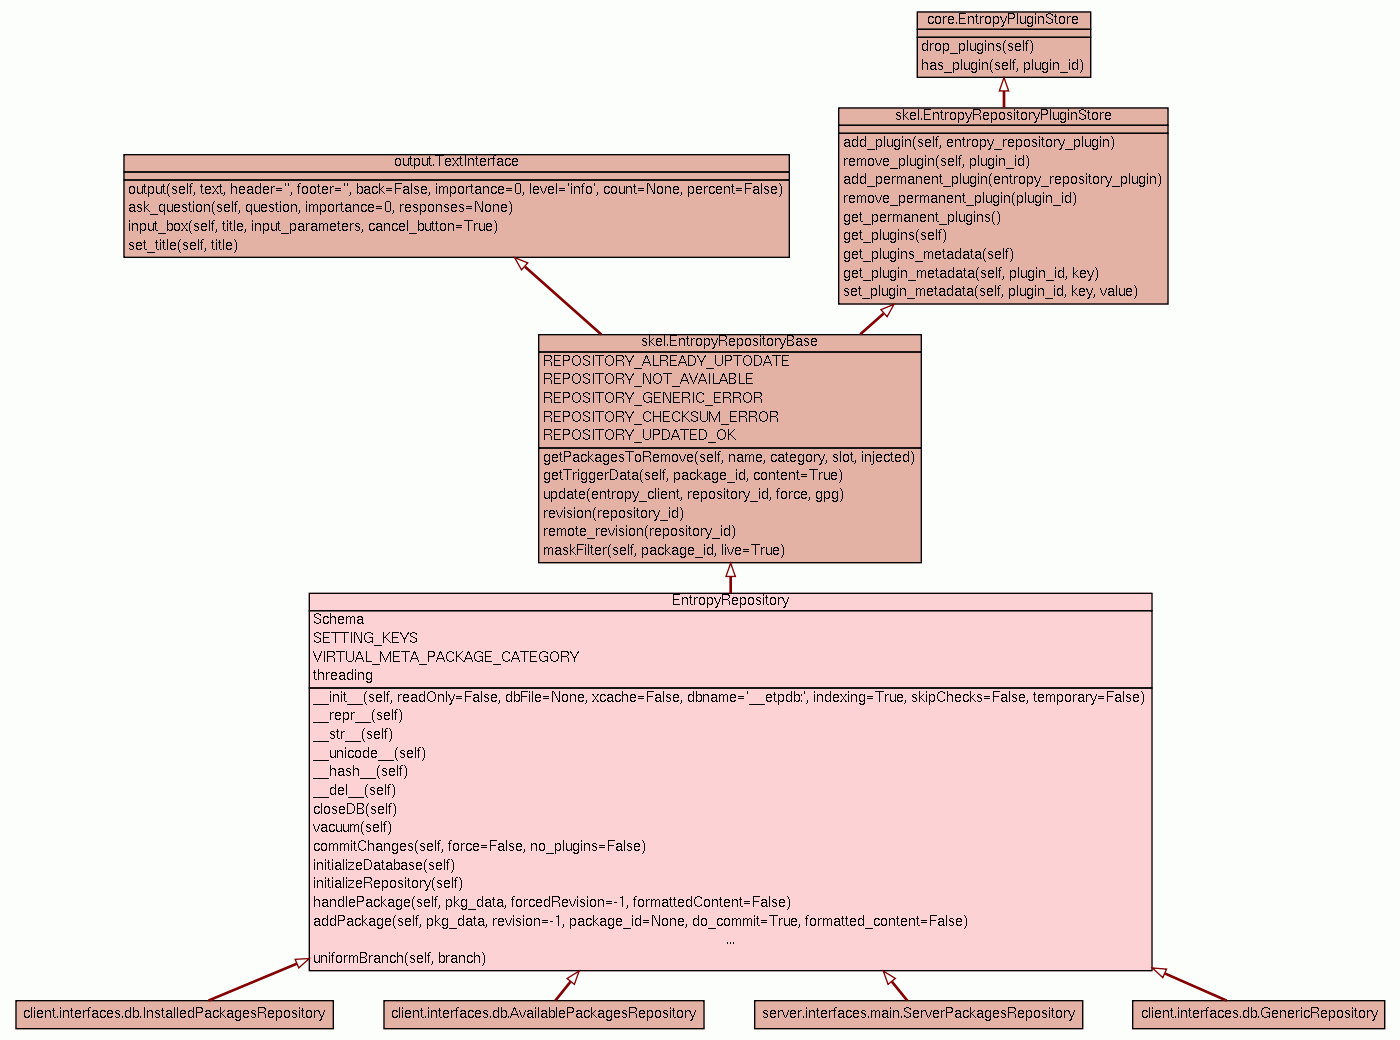 core.EntropyPluginStore
drop_plugins(self)
has_plugin(self, plugin_id)
skel.EntropyRepositoryPluginStore
add_plugin(self, entropy_repository_plugin)
remove_plugin(self, plugin_id)
add_permanent_plugin(entropy_repository_plugin)
remove_permanent_plugin(plugin_id)
get_permanent_plugins()
get_plugins(self)
get_plugins_metadata(self)
get_plugin_metadata(self, plugin_id, key)
set_plugin_metadata(self, plugin_id, key, value)
output.TextInterface
output(self, text, header='', footer='', back=False, importance=0, level='info', count=None, percent=False)
ask_question(self, question, importance=0, responses=None)
input_box(self, title, input_parameters, cancel_button=True)
set_title(self, title)
skel.EntropyRepositoryBase
REPOSITORY_ALREADY_UPTODATE
REPOSITORY_NOT_AVAILABLE
REPOSITORY_GENERIC_ERROR
REPOSITORY_CHECKSUM_ERROR
REPOSITORY_UPDATED_OK
getPackagesToRemove(self, name, category, slot, injected)
getTriggerData(self, package_id, content=True)
update(entropy_client, repository_id, force, gpg)
revision(repository_id)
remote_revision(repository_id)
maskFilter(self, package_id, live=True)
EntropyRepository
Schema
SETTING_KEYS
VIRTUAL_META_PACKAGE_CATEGORY
threading
__init__(self, readOnly=False, dbFile=None, xcache=False, dbname='__etpdb:', indexing=True, skipChecks=False, temporary=False)
__repr__(self)
__str__(self)
__unicode__(self)
__hash__(self)
__del__(self)
closeDB(self)
vacuum(self)
commitChanges(self, force=False, no_plugins=False)
initializeDatabase(self)
initializeRepository(self)
handlePackage(self, pkg_data, forcedRevision=-1, formattedContent=False)
addPackage(self, pkg_data, revision=-1, package_id=None, do_commit=True, formatted_content=False)
...
uniformBranch(self, branch)
client.interfaces.db.InstalledPackagesRepository
client.interfaces.db.AvailablePackagesRepository
server.interfaces.main.ServerPackagesRepository
client.interfaces.db.GenericRepository